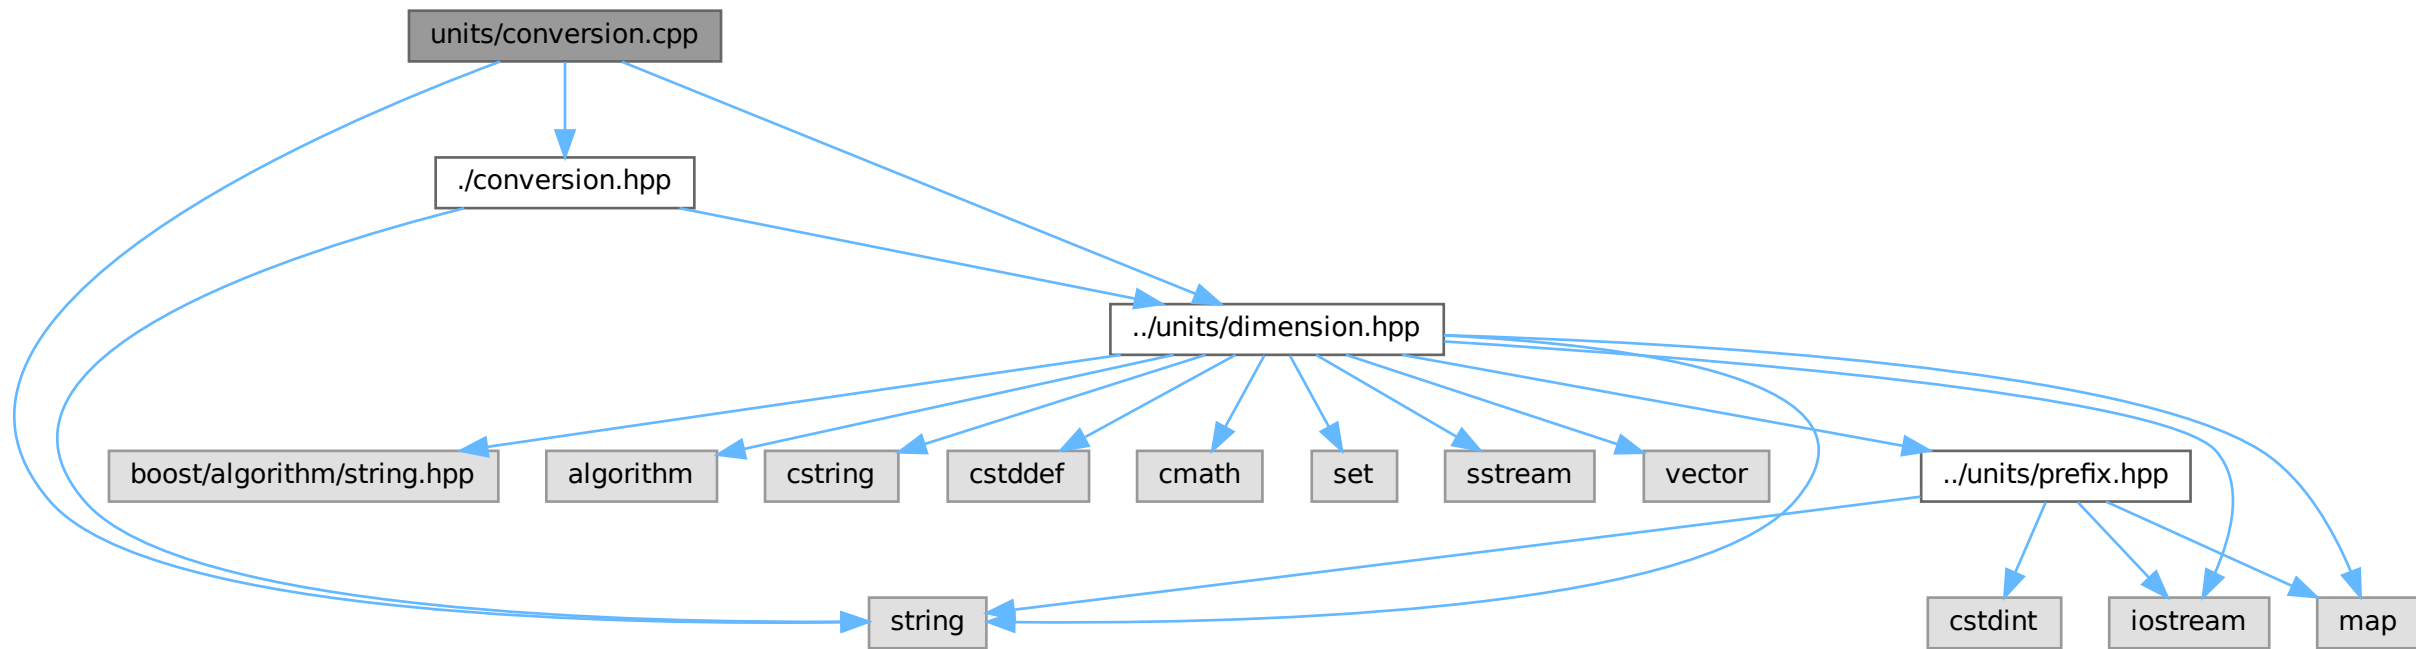 units/conversion.cpp
./conversion.hpp
../units/dimension.hpp
boost/algorithm/string.hpp
algorithm
cstring
cstddef
cmath
set
sstream
vector
../units/prefix.hpp
string
cstdint
iostream
map